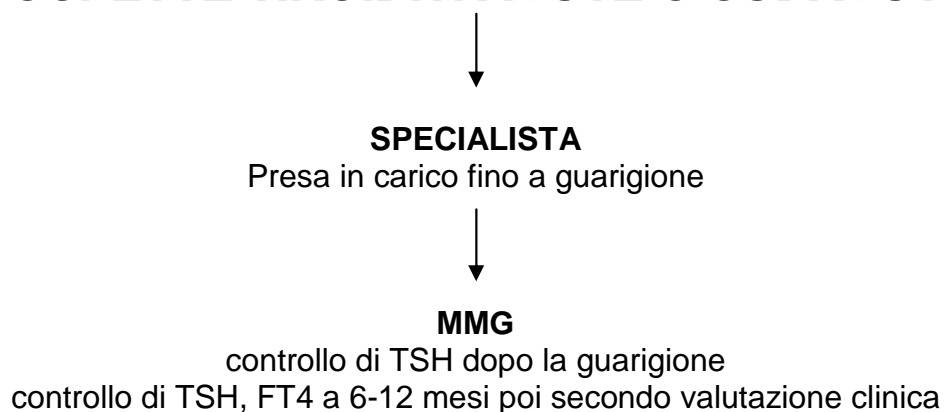 SPECIALISTA
Presa in carico fino a guarigione
MMG
controllo di TSH dopo la guarigione
controllo di TSH, FT4 a 6-12 mesi poi secondo valutazione clinica